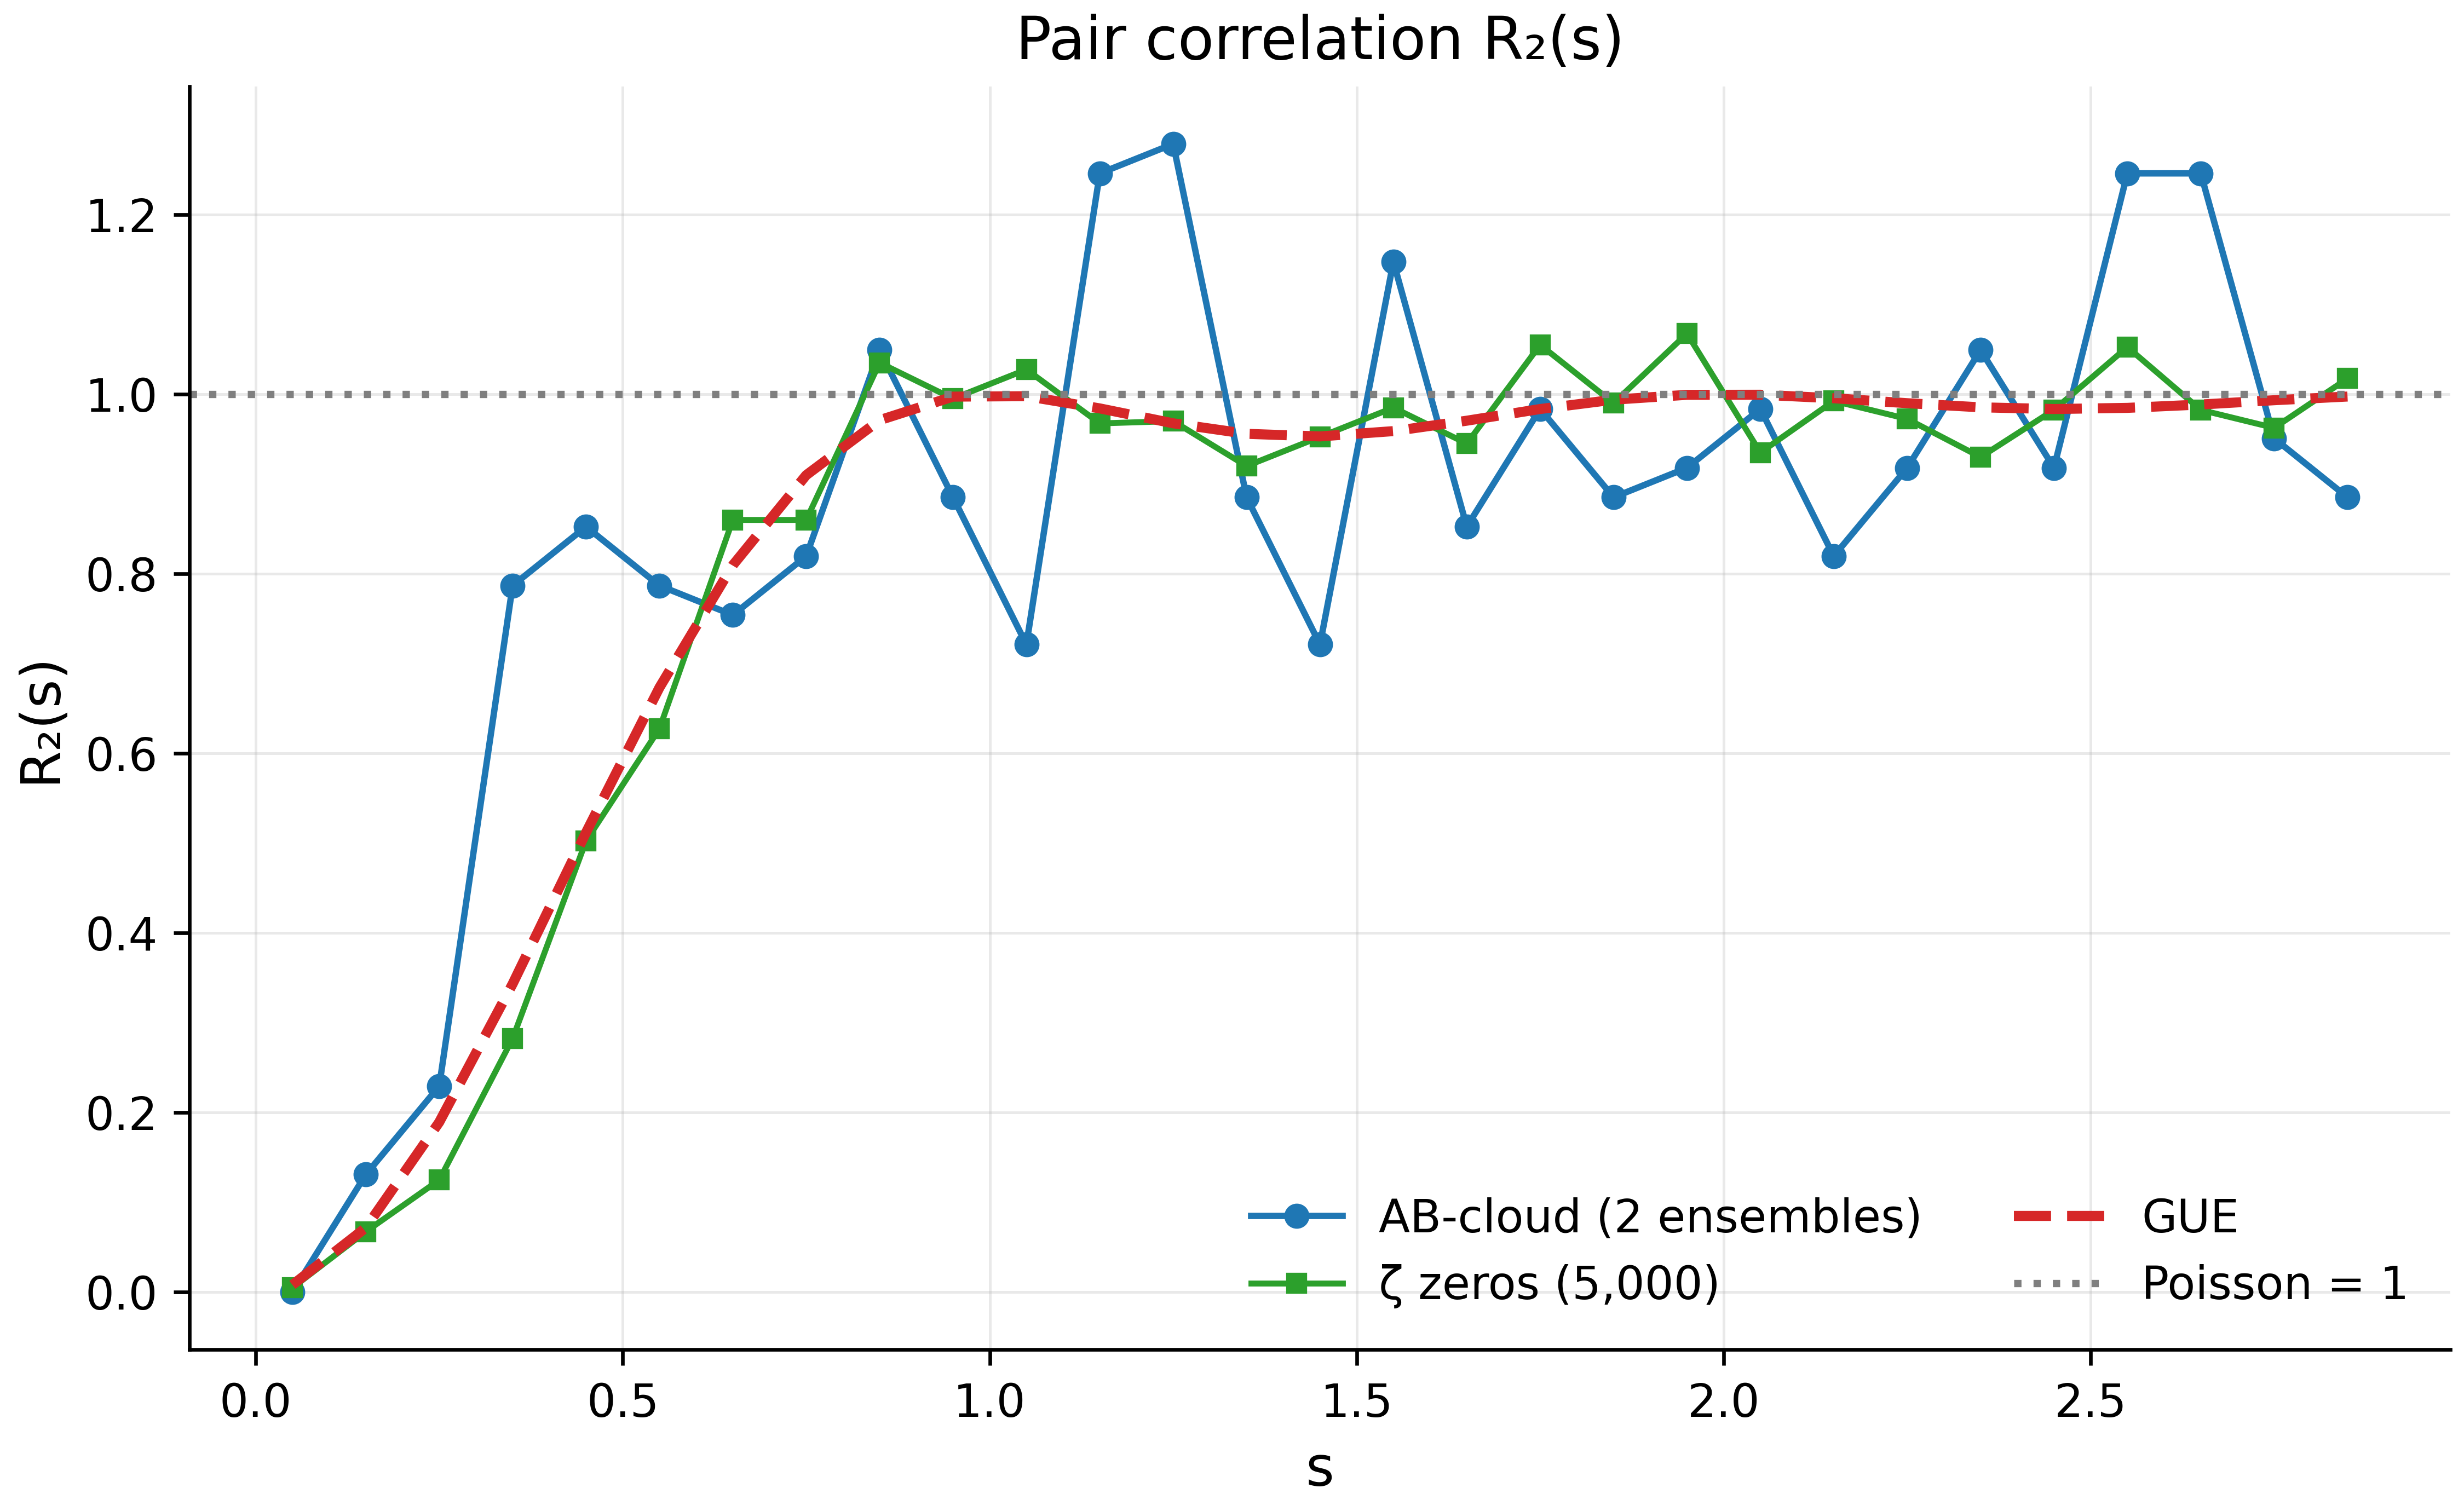 Pair correlation R₂(s)
R₂(s)
1.2
1.0
0.8
0.6
0.4
0.2
0.0
AB-cloud (2 ensembles)
ζ zeros (5,000)
GUE
Poisson = 1
0.0 0.5 1.0 1.5 2.0 2.5
s